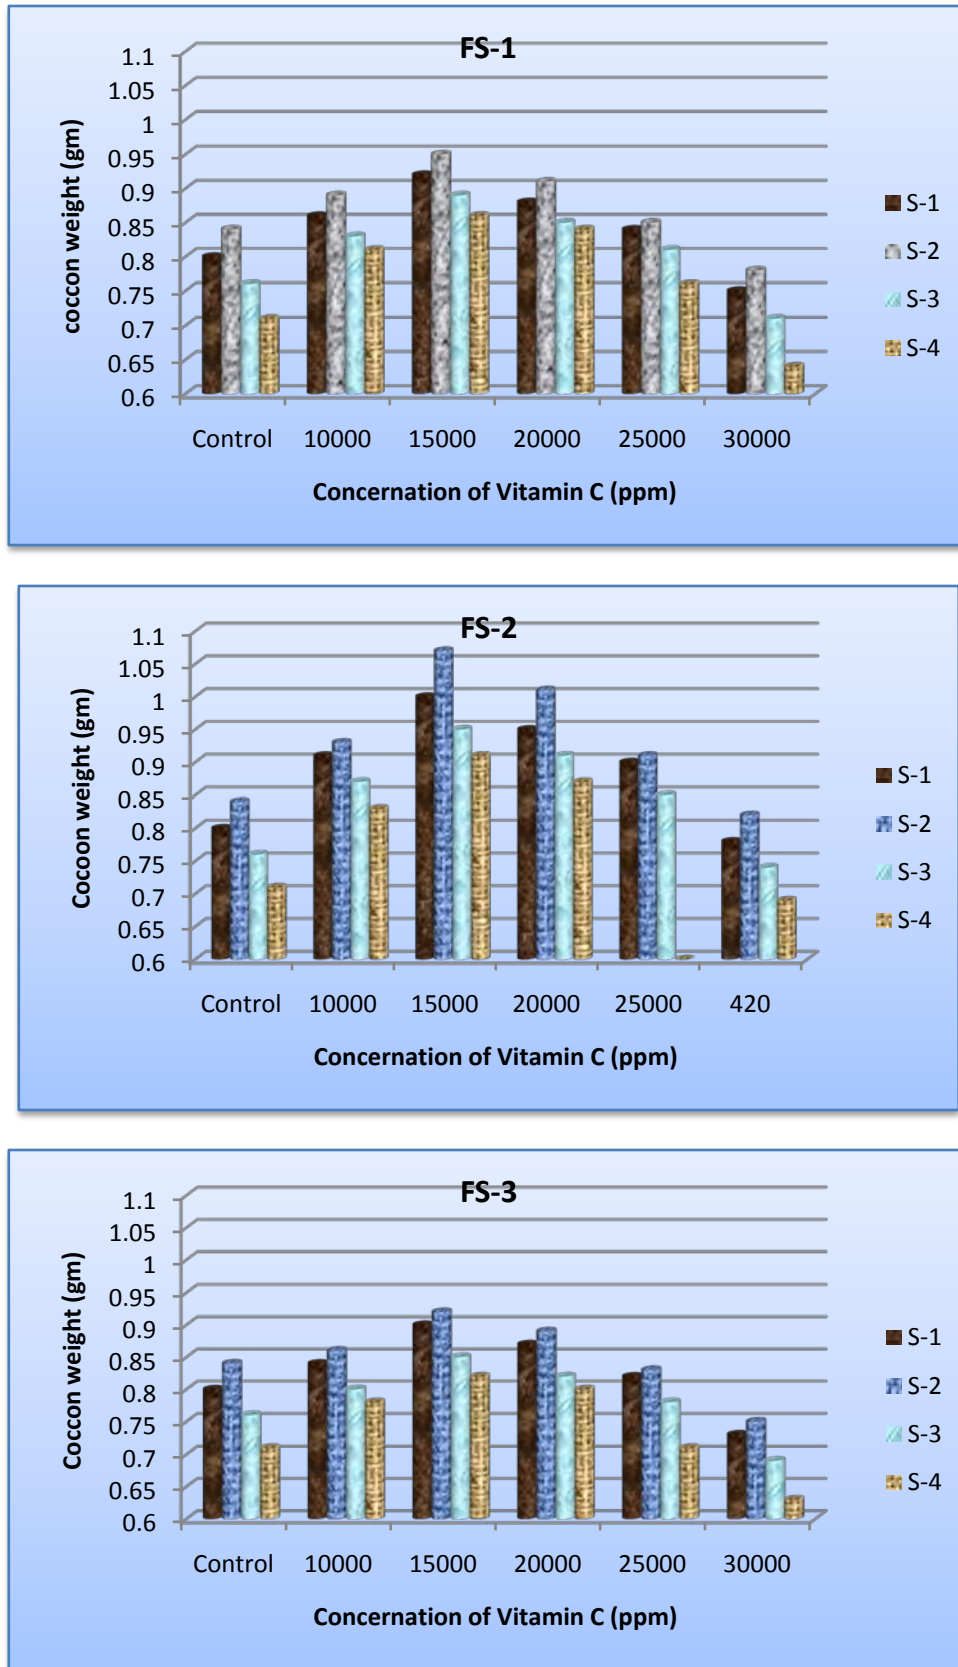 FS-1
1.1
1.05
1
0.95
0.9
0.85
0.8
0.75
0.7
0.65
0.6
coccon weight (gm)
Control 10000 15000 20000 25000 30000
Concernation of Vitamin C (ppm)
S-1
S-2
S-3
S-4
FS-2
1.1
1.05
1
0.95
0.9
0.85
0.8
0.75
0.7
0.65
0.6
Cocoon weight (gm)
Control 10000 15000 20000 25000 420
Concernation of Vitamin C (ppm)
S-1
S-2
S-3
S-4
FS-3
1.1
1.05
1
0.95
0.9
0.85
0.8
0.75
0.7
0.65
0.6
Coccon weight (gm)
Control 10000 15000 20000 25000 30000
Concernation of Vitamin C (ppm)
S-1
S-2
S-3
S-4